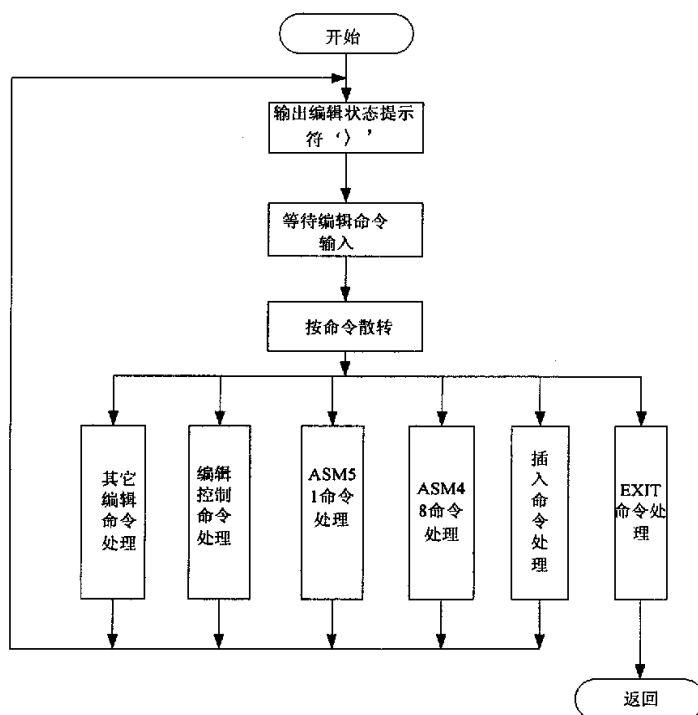 开始
输出编辑状态提示
符‘〉’
等待编辑命令
输入
按命令散转
其它
编辑
命令
处理
编辑
控制
命令
处理
ASM5
1命令
处理
ASM4
8命令
处理
插
入
命
令
处
理
EXIT
命令处
理
返回